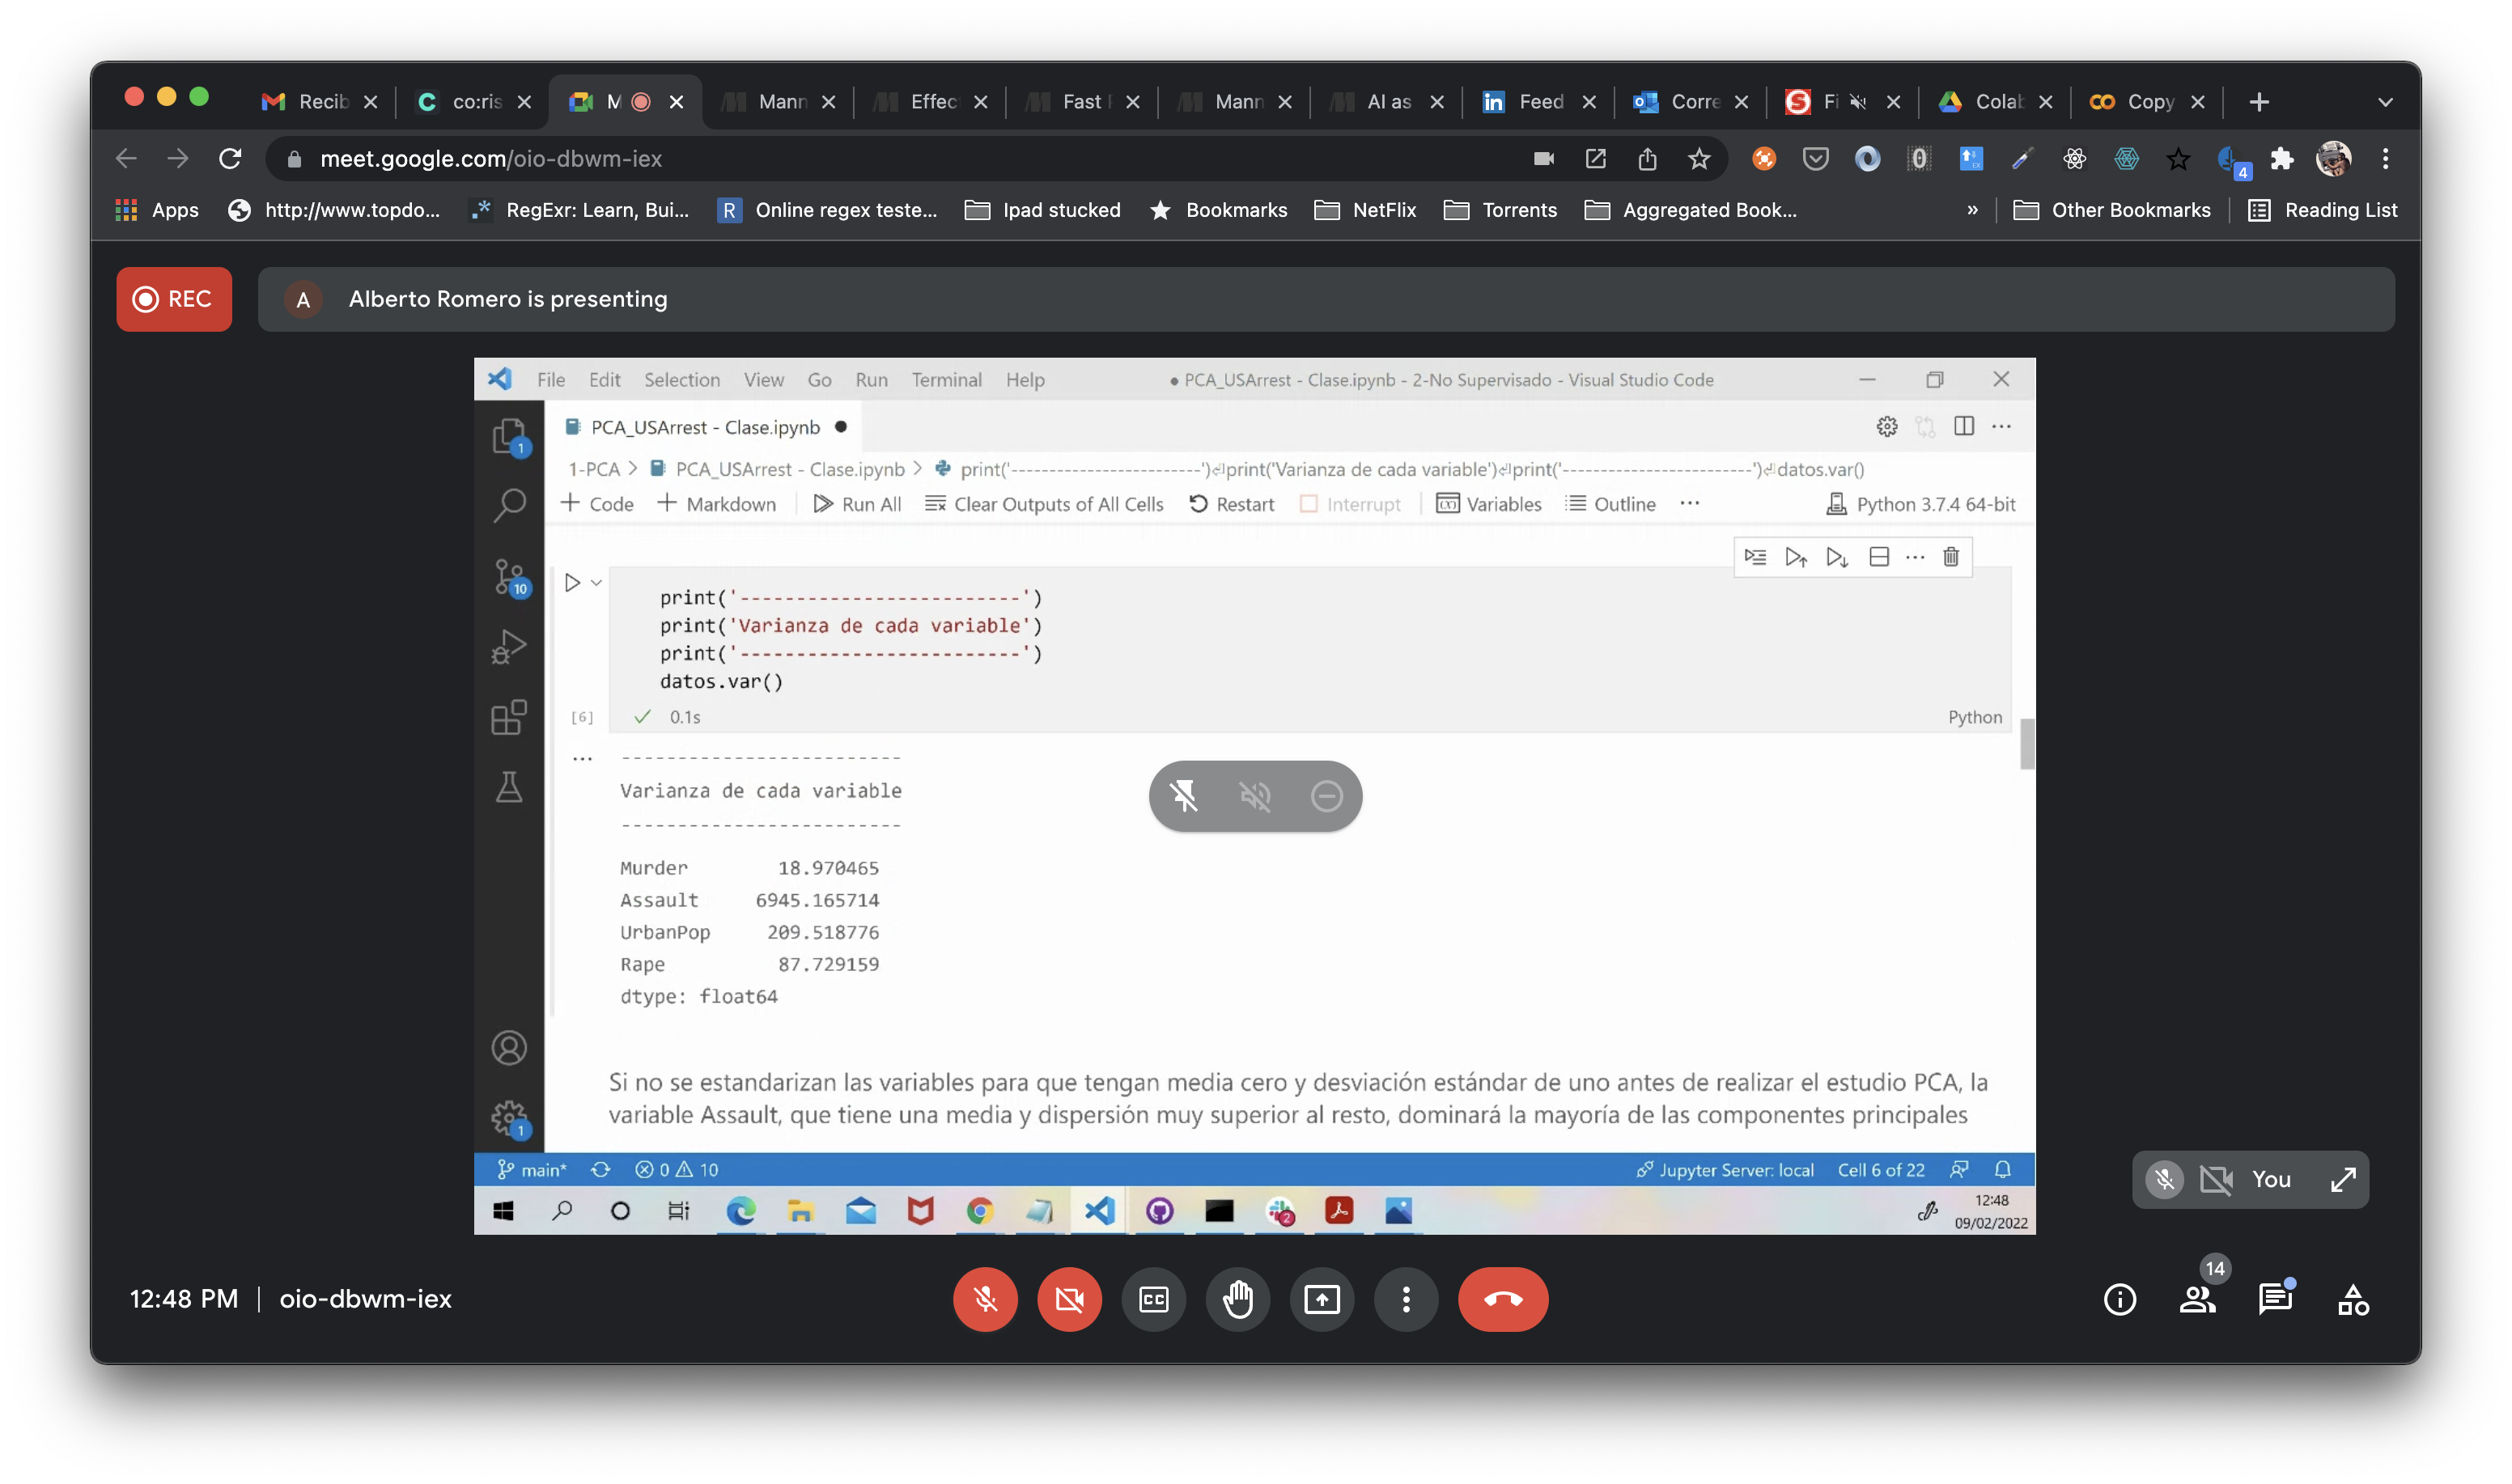 Recib
co:ris
M
Mann
Effec
Fast
Mann
AI as
in
Feed
Corre
S
Fi
Colab
CO
Copy
meet.google.com/oio-dbwm-iex
4
Apps
http://www.topdo...
RegExr: Learn, Bui...
R
Online regex teste...
Ipad stucked
Bookmarks
NetFlix
Torrents
Aggregated Book...
»
Other Bookmarks
Reading List
REC
A
Alberto Romero is presenting
File Edit Selection View Go Run Terminal Help
● PCA_USArrest - Clase.ipynb - 2-No Supervisado - Visual Studio Code
PCA_USArrest - Clase.ipynb ●
1
1-PCA > PCA_USArrest - Clase.ipynb > print('-------------------------')⏎print('Varianza de cada variable')⏎print('-------------------------')⏎datos.var()
+ Code + Markdown Run All Clear Outputs of All Cells Restart Interrupt Variables Outline ··· Python 3.7.4 64-bit
10
print('-------------------------')
print('Varianza de cada variable')
print('-------------------------')
datos.var()
[6] ✓ 0.1s Python
-------------------------
Varianza de cada variable
-------------------------
Murder 18.970465
Assault 6945.165714
UrbanPop 209.518776
Rape 87.729159
dtype: float64
Si no se estandarizan las variables para que tengan media cero y desviación estándar de uno antes de realizar el estudio PCA, la
variable Assault, que tiene una media y dispersión muy superior al resto, dominará la mayoría de las componentes principales
1
main* 0 10 Jupyter Server: local Cell 6 of 22
2
12:48
09/02/2022
You
12:48 PM | oio-dbwm-iex
CC
14